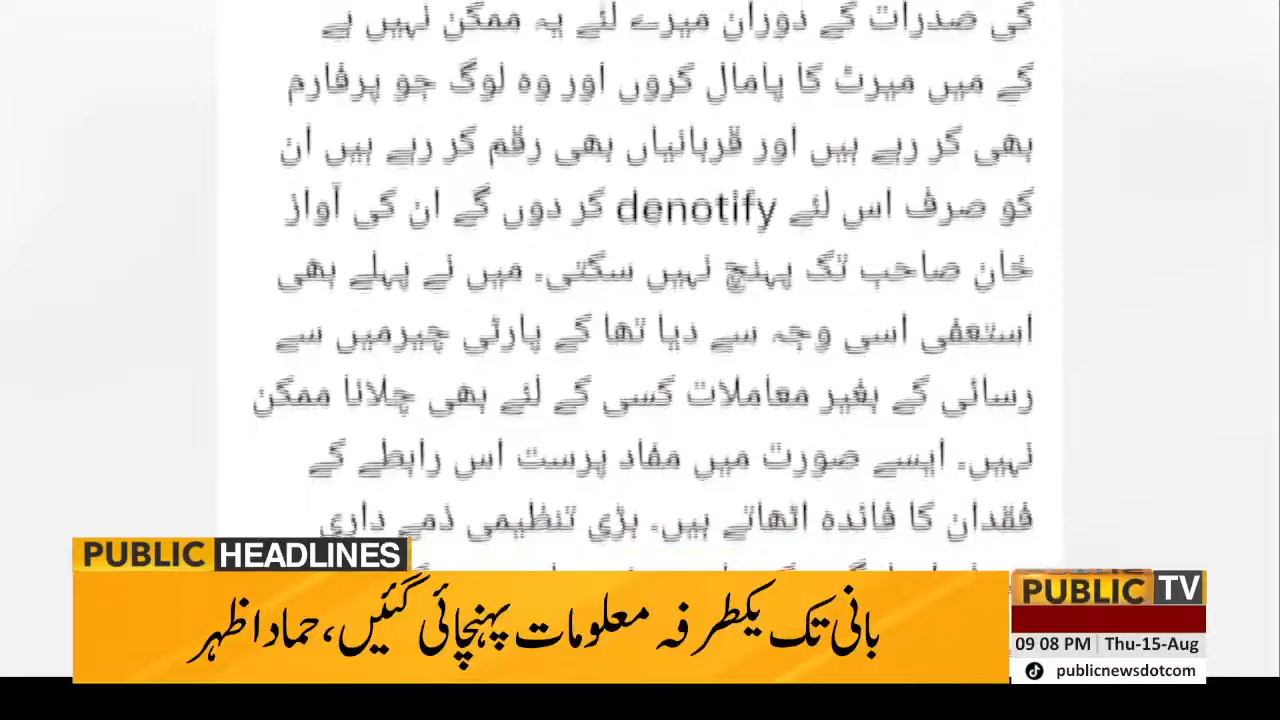 کی صدرات کے دوران میرے لئے یہ ممکن نہیں ہے
کے میں میرٹ کا پامال کروں اور وہ لوگ جو پرفارم
بھی کر رہے ہیں اور قربانیاں بھی رقم کر رہے ہیں ان
کو صرف اس لئے denotify کر دوں گے ان کی آواز
خان صاحب تک پہنچ نہیں سکتی۔ میں نے پہلے بھی
استعفی اسی وجہ سے دیا تھا کے پارٹی چیرمیں سے
رسائی کے بغیر معاملات کسی کے لئے بھی چلانا ممکن
نہیں۔ ایسے صورت میں مفاد پرست اس رابطے کے
فقدان کا فائدہ اٹھاتے ہیں۔ بڑی تنظیمی ذمے داری
PUBLIC HEADLINES
بانی تک یکطرفہ معلومات پہنچائی گئیں، حماد اظہر
PUBLIC TV
09 08 PM Thu-15-Aug
publicnewsdotcom